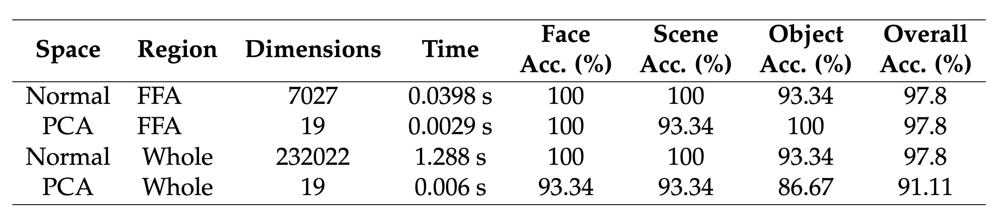 Space Region Dimensions Time Face Acc. (%) Scene Acc. (%) Object Acc. (%) Overall Acc. (%)
Normal FFA 7027 0.0398 s 100 100 93.34 97.8
PCA FFA 19 0.0029 s 100 93.34 100 97.8
Normal Whole 232022 1.288 s 100 100 93.34 97.8
PCA Whole 19 0.006 s 93.34 93.34 86.67 91.11